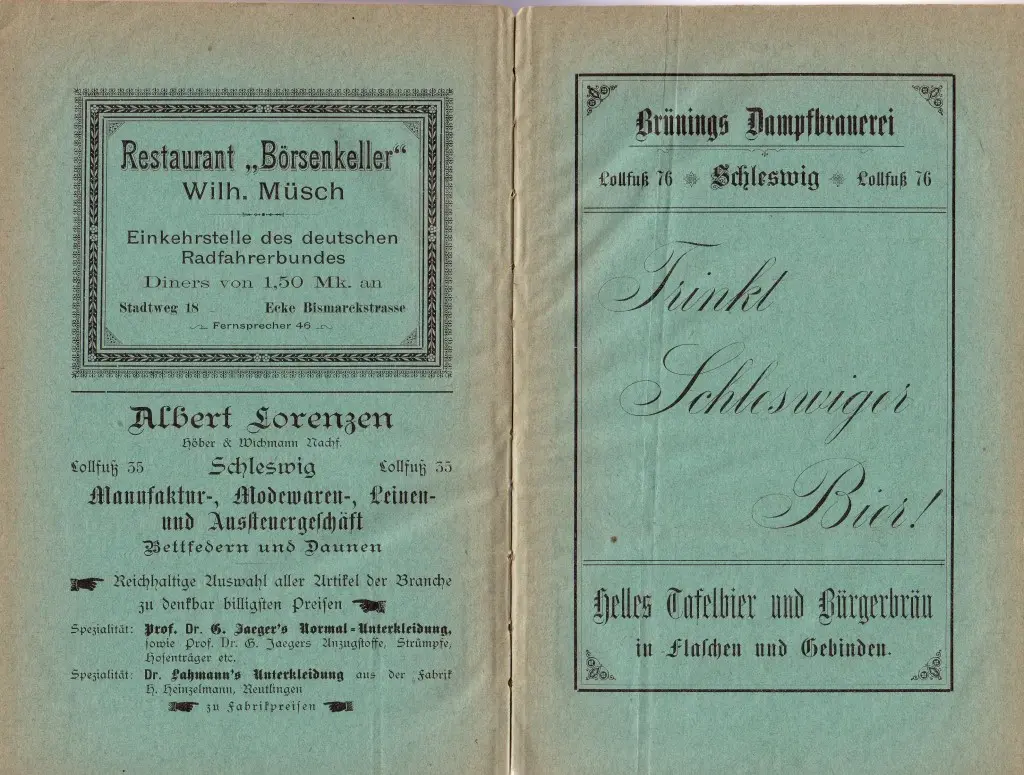 Restaurant „Börsenkeller“
Wilh. Müsch
Einkehrstelle des deutschen
Radfahrerbundes
Diners von 1,50 Mk. an
Stadtweg 18 Ecke Bismarckstrasse
Fernsprecher 46
Albert Lorenzen
Höber & Wichmann Nachf.
Lollfuß 35 Schleswig Lollfuß 35
Manufaktur-, Modewaren-, Leinen-
und Aussteuergeschäft
Bettfedern und Daunen
Reichhaltige Auswahl aller Artikel der Branche
zu denkbar billigsten Preisen
Spezialität: Prof. Dr. G. Jaeger's Normal-Unterkleidung,
sowie Prof. Dr. G. Jaegers Anzugstoffe, Strümpfe,
Hosenträger etc.
Spezialität: Dr. Lahmann's Unterkleidung aus der Fabrik
H. Heinzelmann, Reutlingen
zu Fabrikpreisen
Brünings Dampfbrauerei
Lollfuß 76 Schleswig Lollfuß 76
Trinkt
Schleswiger
Bier!
Helles Tafelbier und Bürgerbräu
in Flaschen und Gebinden.